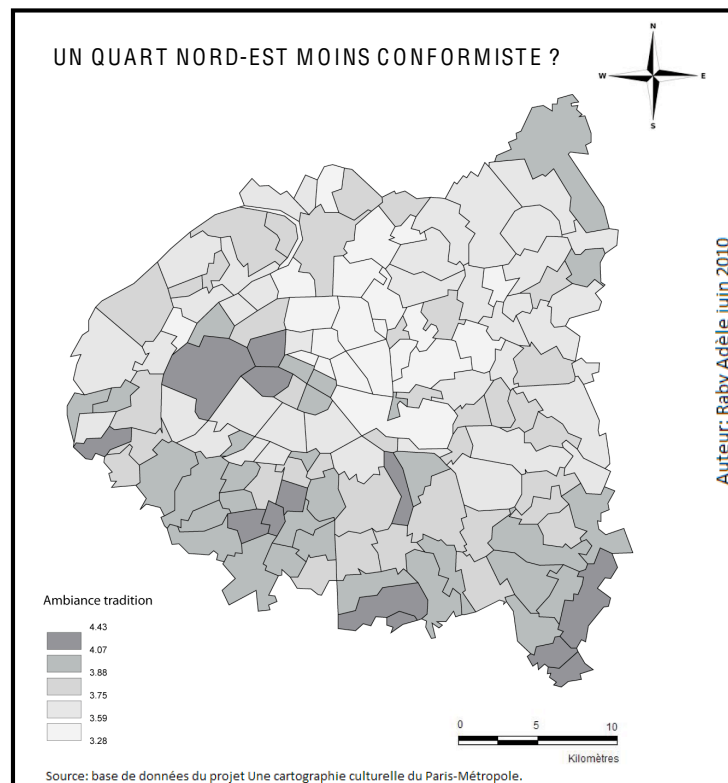 UN QUART NORD-EST MOINS CONFORMISTE ?
N
W
E
S
Auteur: Raby Adèle juin 2010
Ambiance tradition
4.43
4.07
3.88
3.75
3.59
3.28
0 5 10
Kilomètres
Source: base de données du projet Une cartographie culturelle du Paris-Métropole.